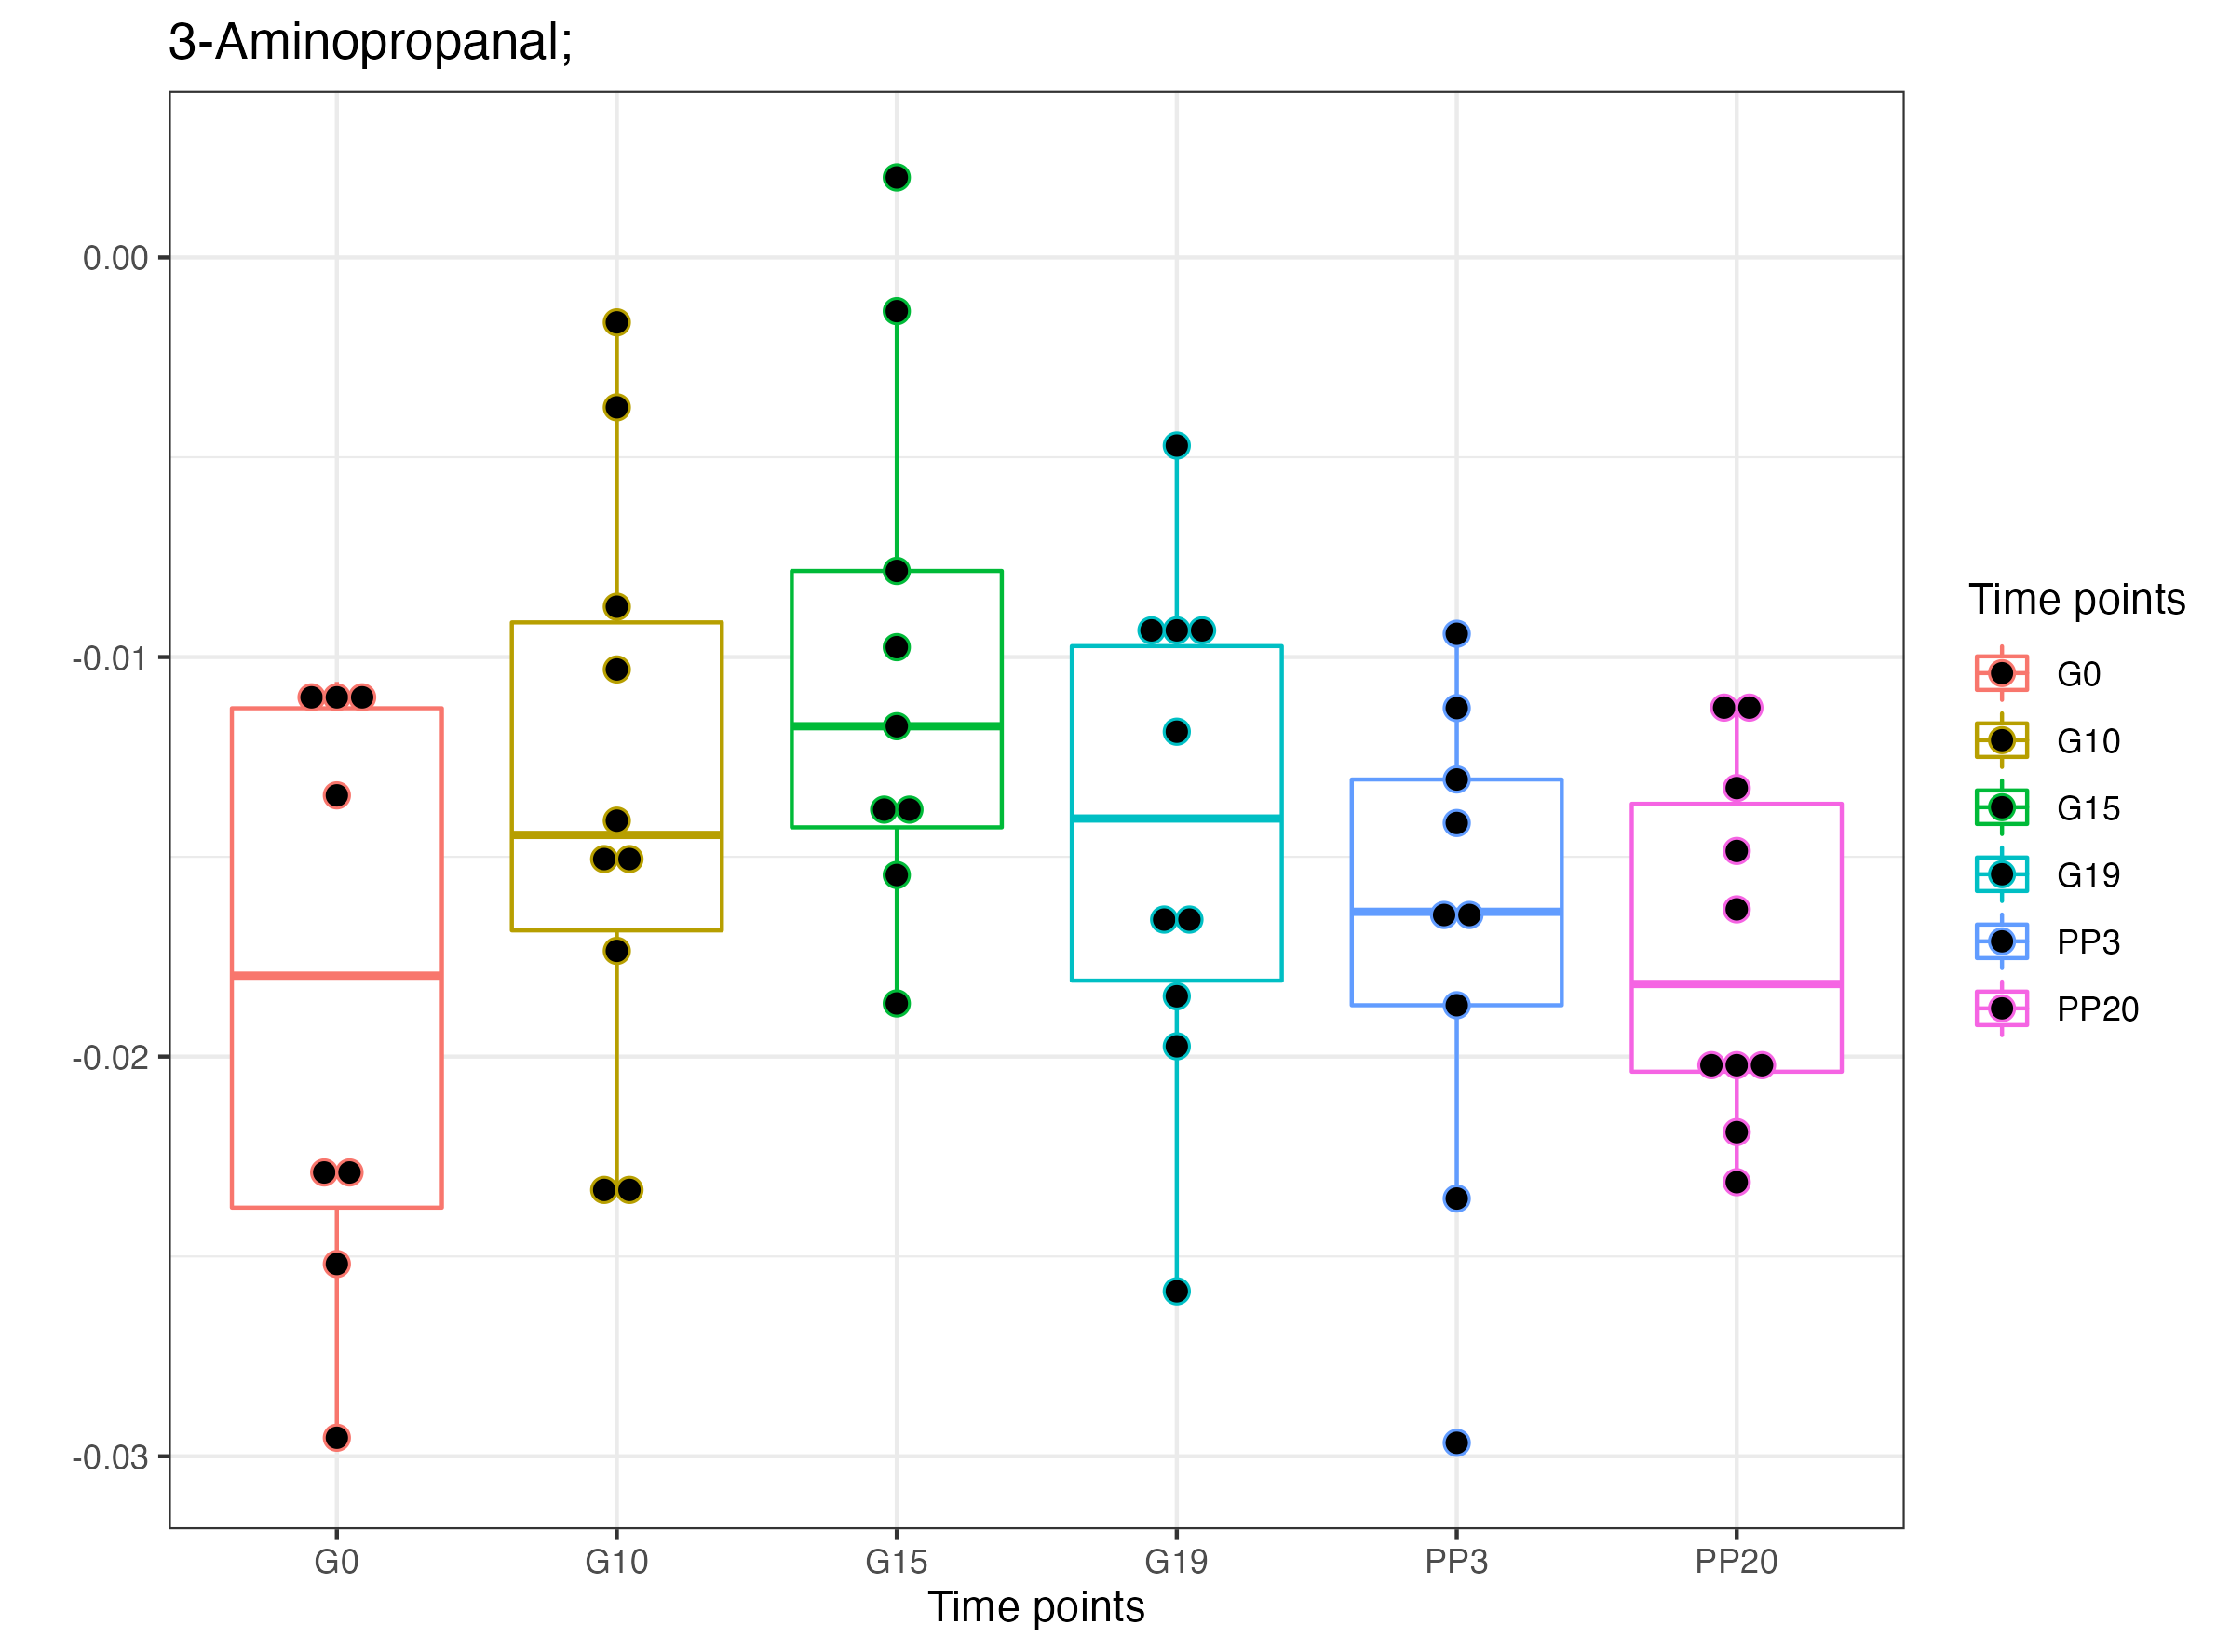 3-Aminopropanal;
0.00
-0.01
-0.02
-0.03
G0 G10 G15 G19 PP3 PP20
Time points
Time points
G0
G10
G15
G19
PP3
PP20